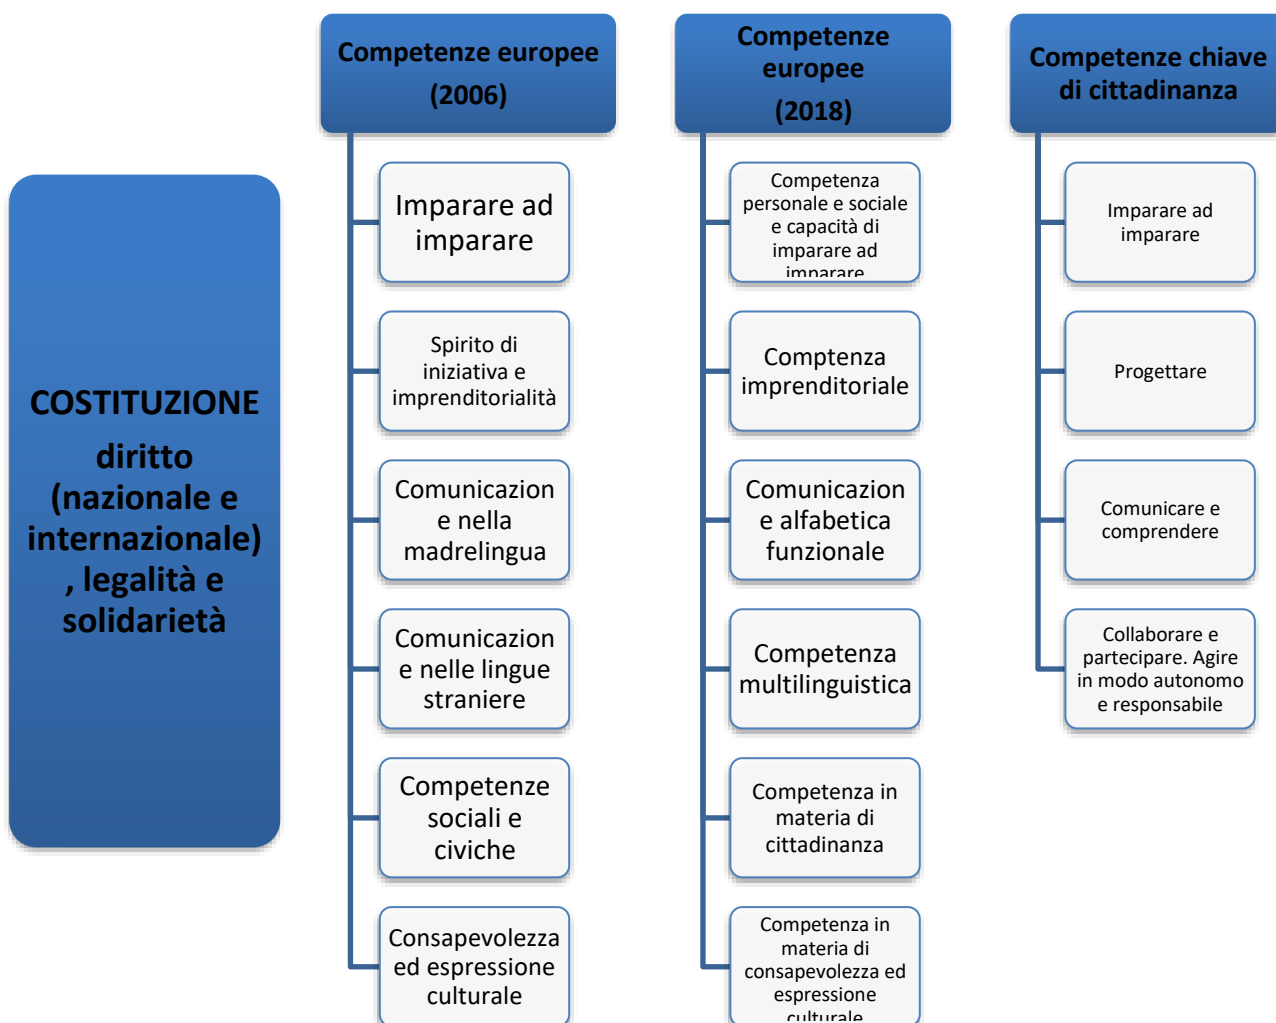 COSTITUZIONE
diritto
(nazionale e
internazionale)
, legalità e
solidarietà
Competenze europee
(2006)
Imparare ad
imparare
Spirito di
iniziativa e
imprenditorialità
Comunicazion
e nella
madrelingua
Comunicazion
e nelle lingue
straniere
Competenze
sociali e
civiche
Consapevolezza
ed espressione
culturale
Competenze
europee
(2018)
Competenza
personale e sociale
e capacità di
imparare ad
imparare
Comptenza
imprenditoriale
Comunicazion
e alfabetica
funzionale
Competenza
multilinguistica
Competenza in
materia di
cittadinanza
Competenza in
materia di
consapevolezza ed
espressione
culturale
Competenze chiave
di cittadinanza
Imparare ad
imparare
Progettare
Comunicare e
comprendere
Collaborare e
partecipare. Agire
in modo autonomo
e responsabile